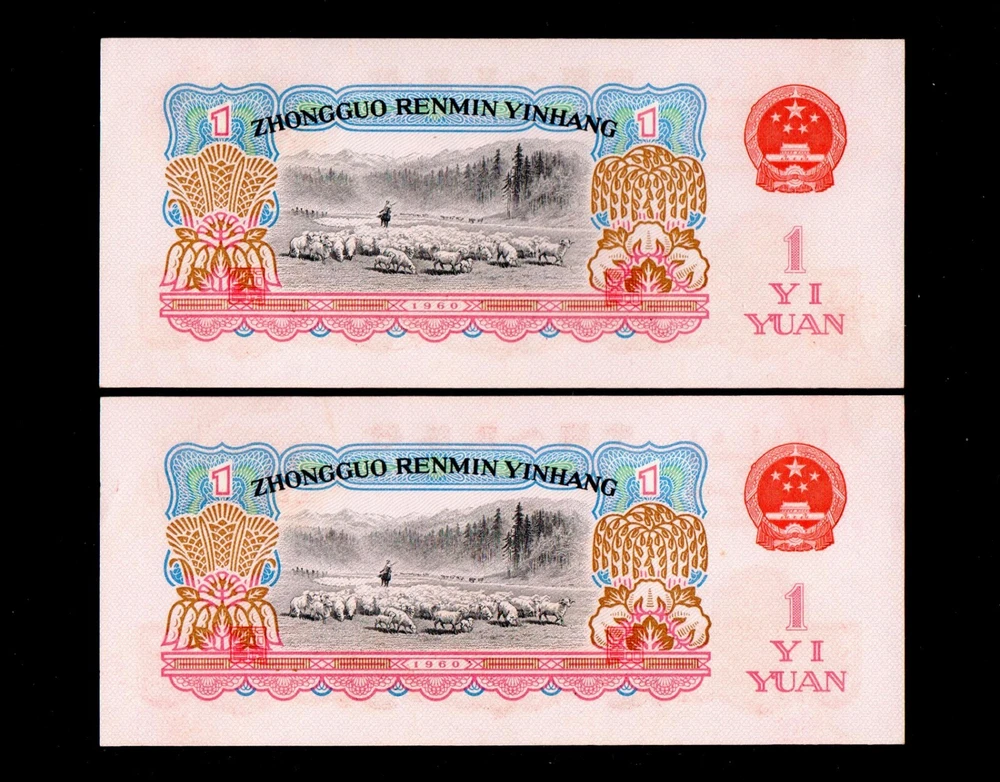 1 ZHONGGUO RENMIN YINHANG 1
1
YI
YUAN
1960
1 ZHONGGUO RENMIN YINHANG 1
1
YI
YUAN
1960